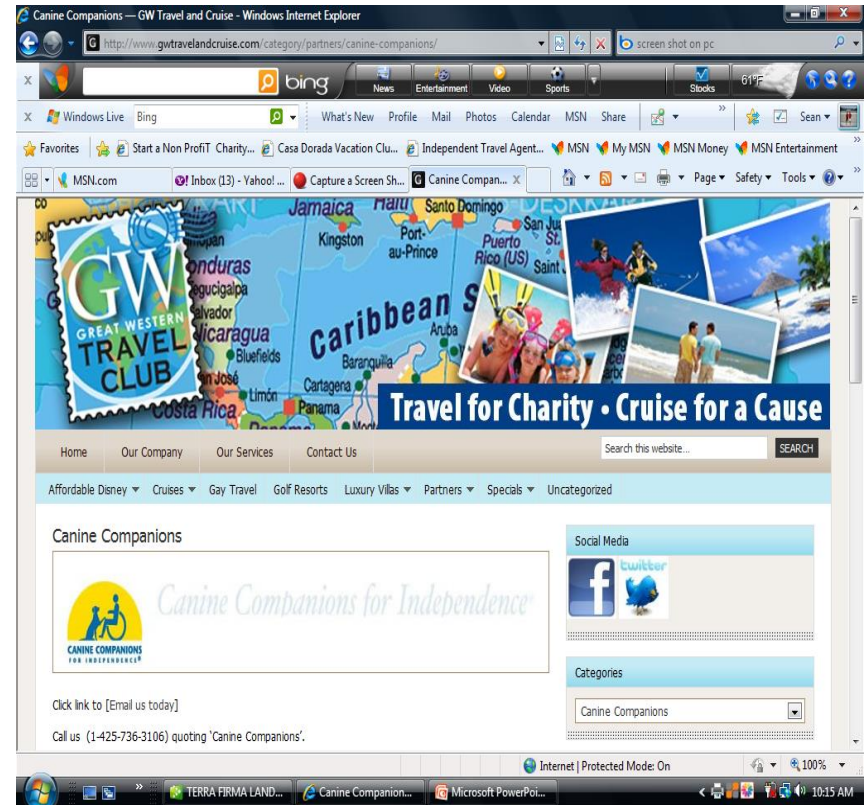 Canine Companions — GW Travel and Cruise - Windows Internet Explorer
http://www.gwtravelandcruise.com/category/partners/canine-companions/
screen shot on pc
bing News Entertainment Video Sports Stocks 61°F
Windows Live Bing What's New Profile Mail Photos Calendar MSN Share » Sean
Favorites Start a Non ProfiT Charity... Casa Dorada Vacation Clu... Independent Travel Agent... MSN My MSN MSN Money MSN Entertainment »
MSN.com Inbox (13) - Yahoo! ... Capture a Screen Sh... Canine Compan... X Page Safety Tools »
Jamaica Haiti Santo Domingo
Kingston Port-au-Prince Puerto Rico (US) San Ju
Saint
GW
GREAT WESTERN
TRAVEL
CLUB
onduras
egucigalpa
alvador
Nicaragua
Bluefields
San José
Limón
Costa Rica
Caribbean S
Aruba
Baranquilla
Cartagena
Panama
Travel for Charity • Cruise for a Cause
Home Our Company Our Services Contact Us
Search this website... SEARCH
Affordable Disney Cruises Gay Travel Golf Resorts Luxury Villas Partners Specials Uncategorized
Canine Companions
Canine Companions for Independence
CANINE COMPANIONS
FOR INDEPENDENCE®
Click link to [Email us today]
Call us (1-425-736-3106) quoting 'Canine Companions'.
Social Media
f twitter
Categories
Canine Companions
Internet | Protected Mode: On 100%
TERRA FIRMA LAND... Canine Companion... Microsoft PowerPoi... 10:15 AM